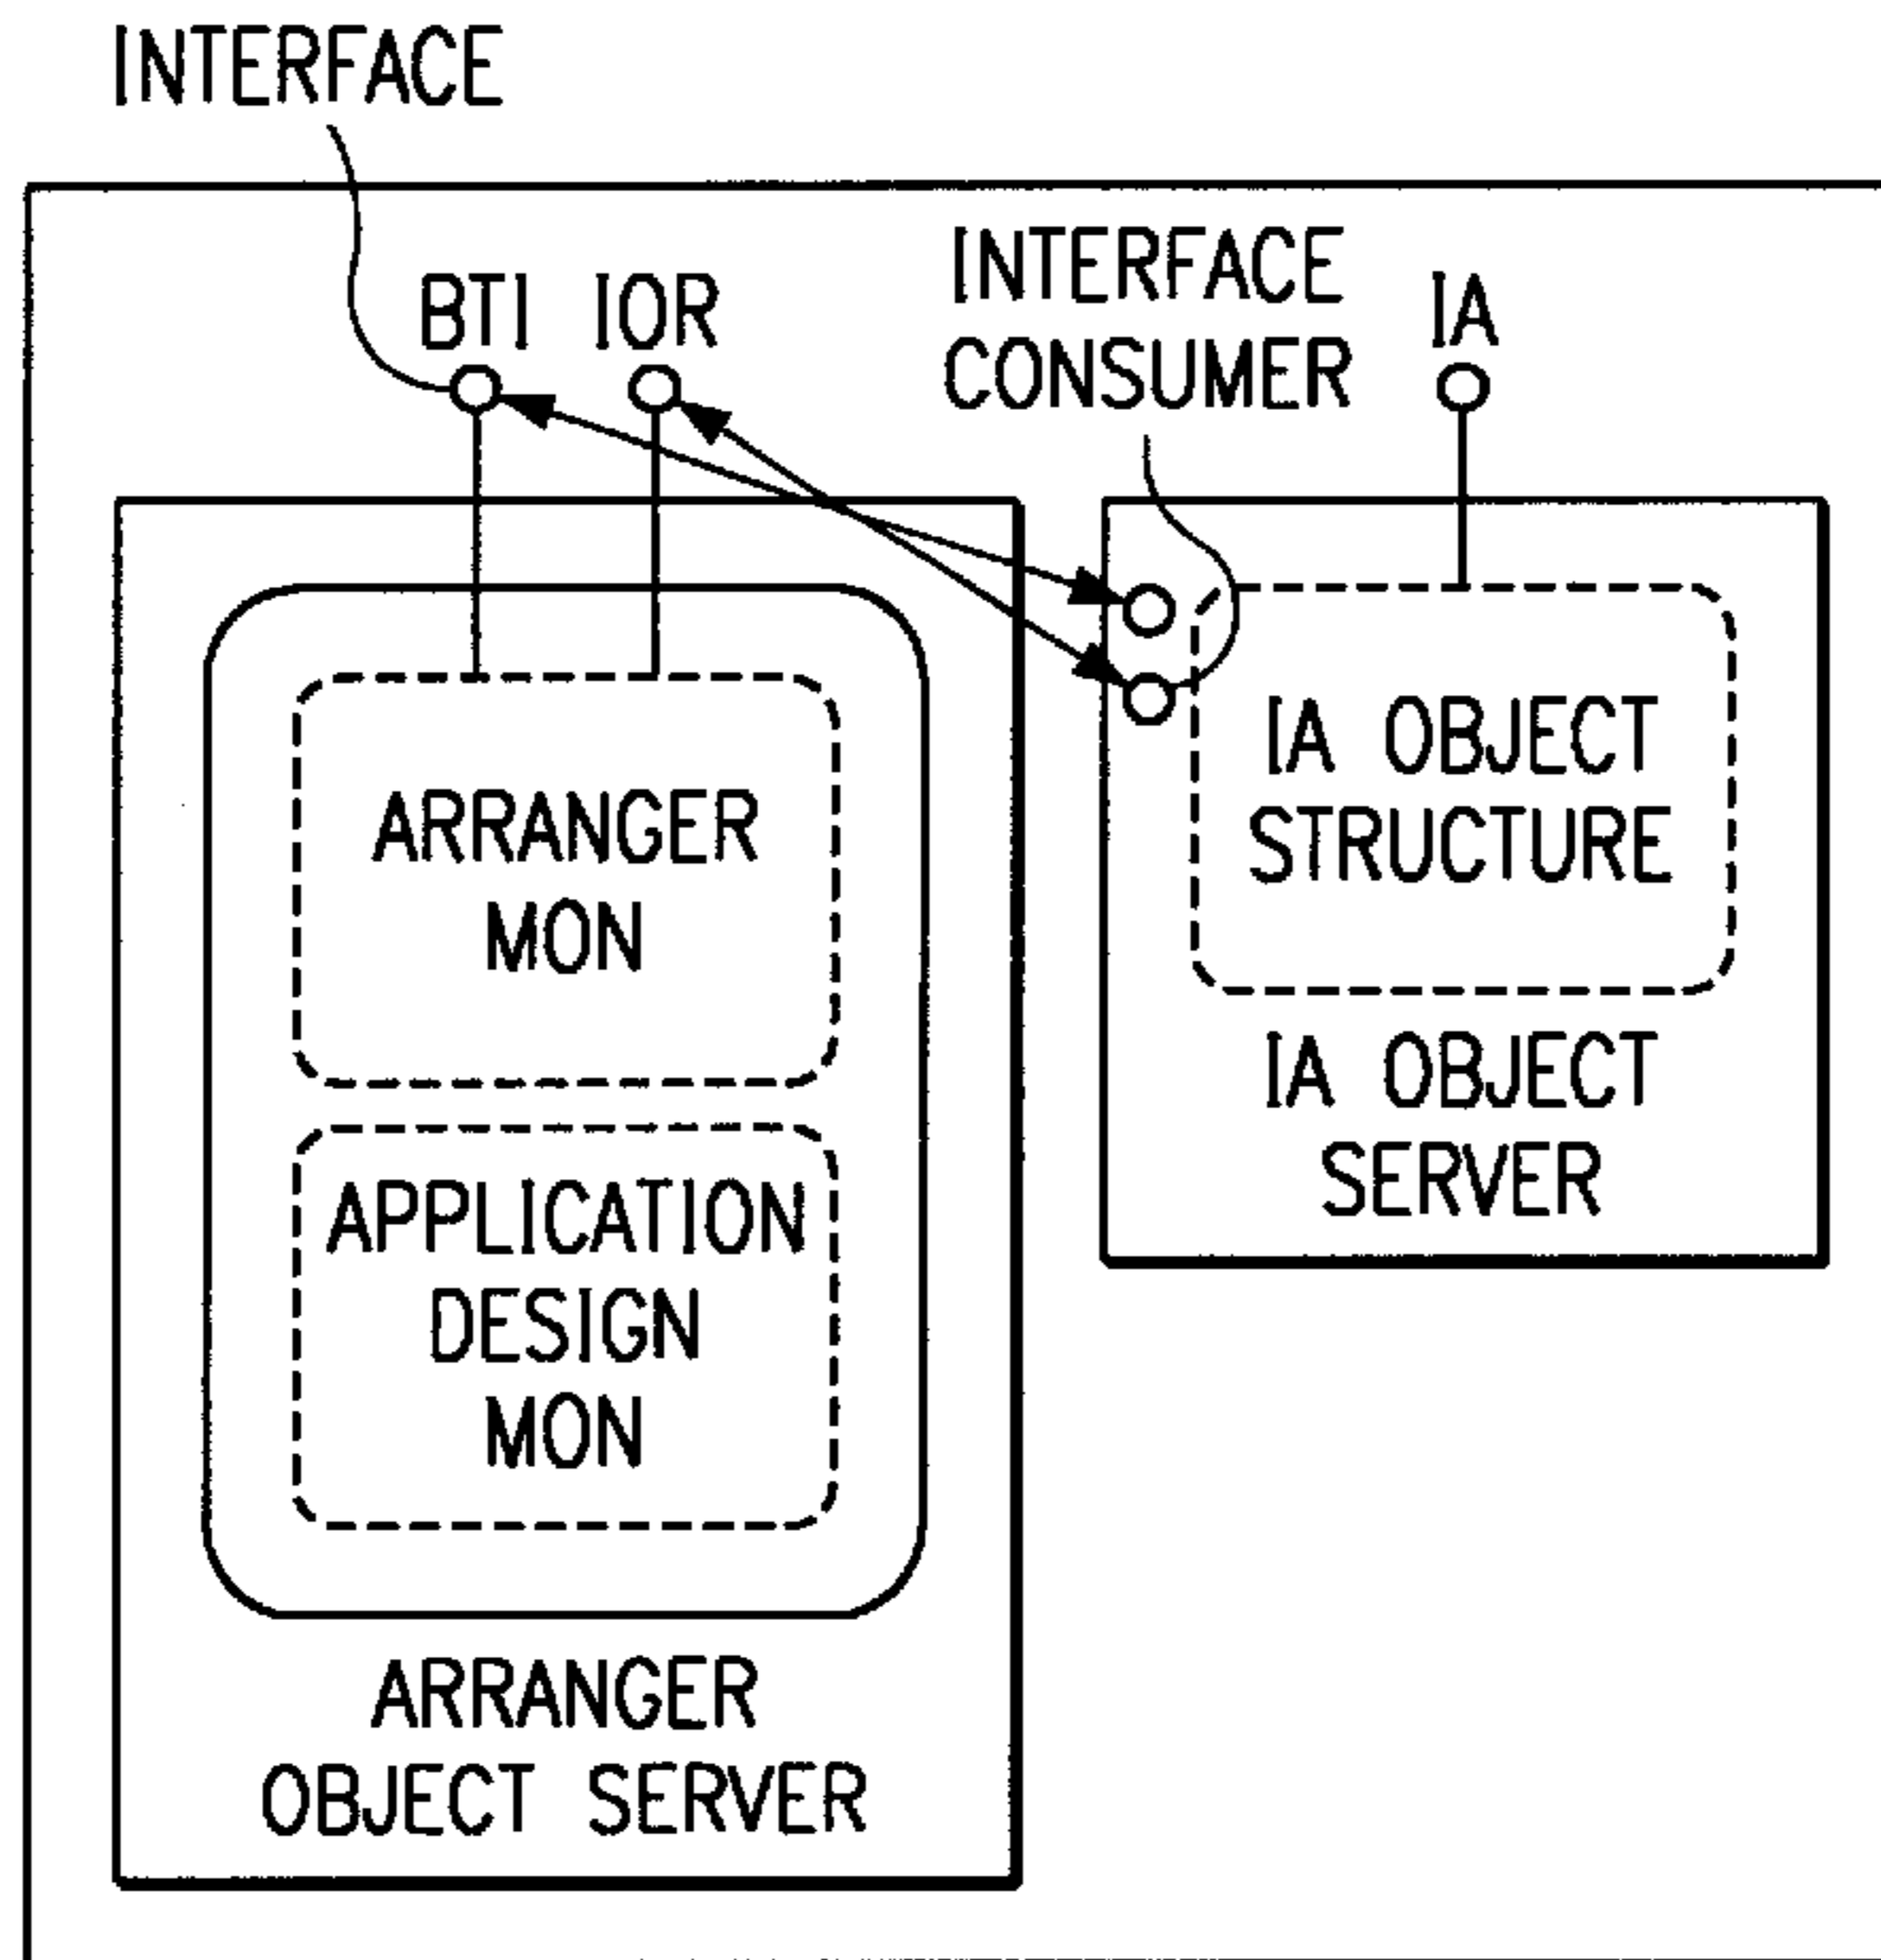 INTERFACE
BTI IOR
INTERFACE
CONSUMER
IA
ARRANGER
MON
APPLICATION
DESIGN
MON
ARRANGER
OBJECT SERVER
IA OBJECT
STRUCTURE
IA OBJECT
SERVER